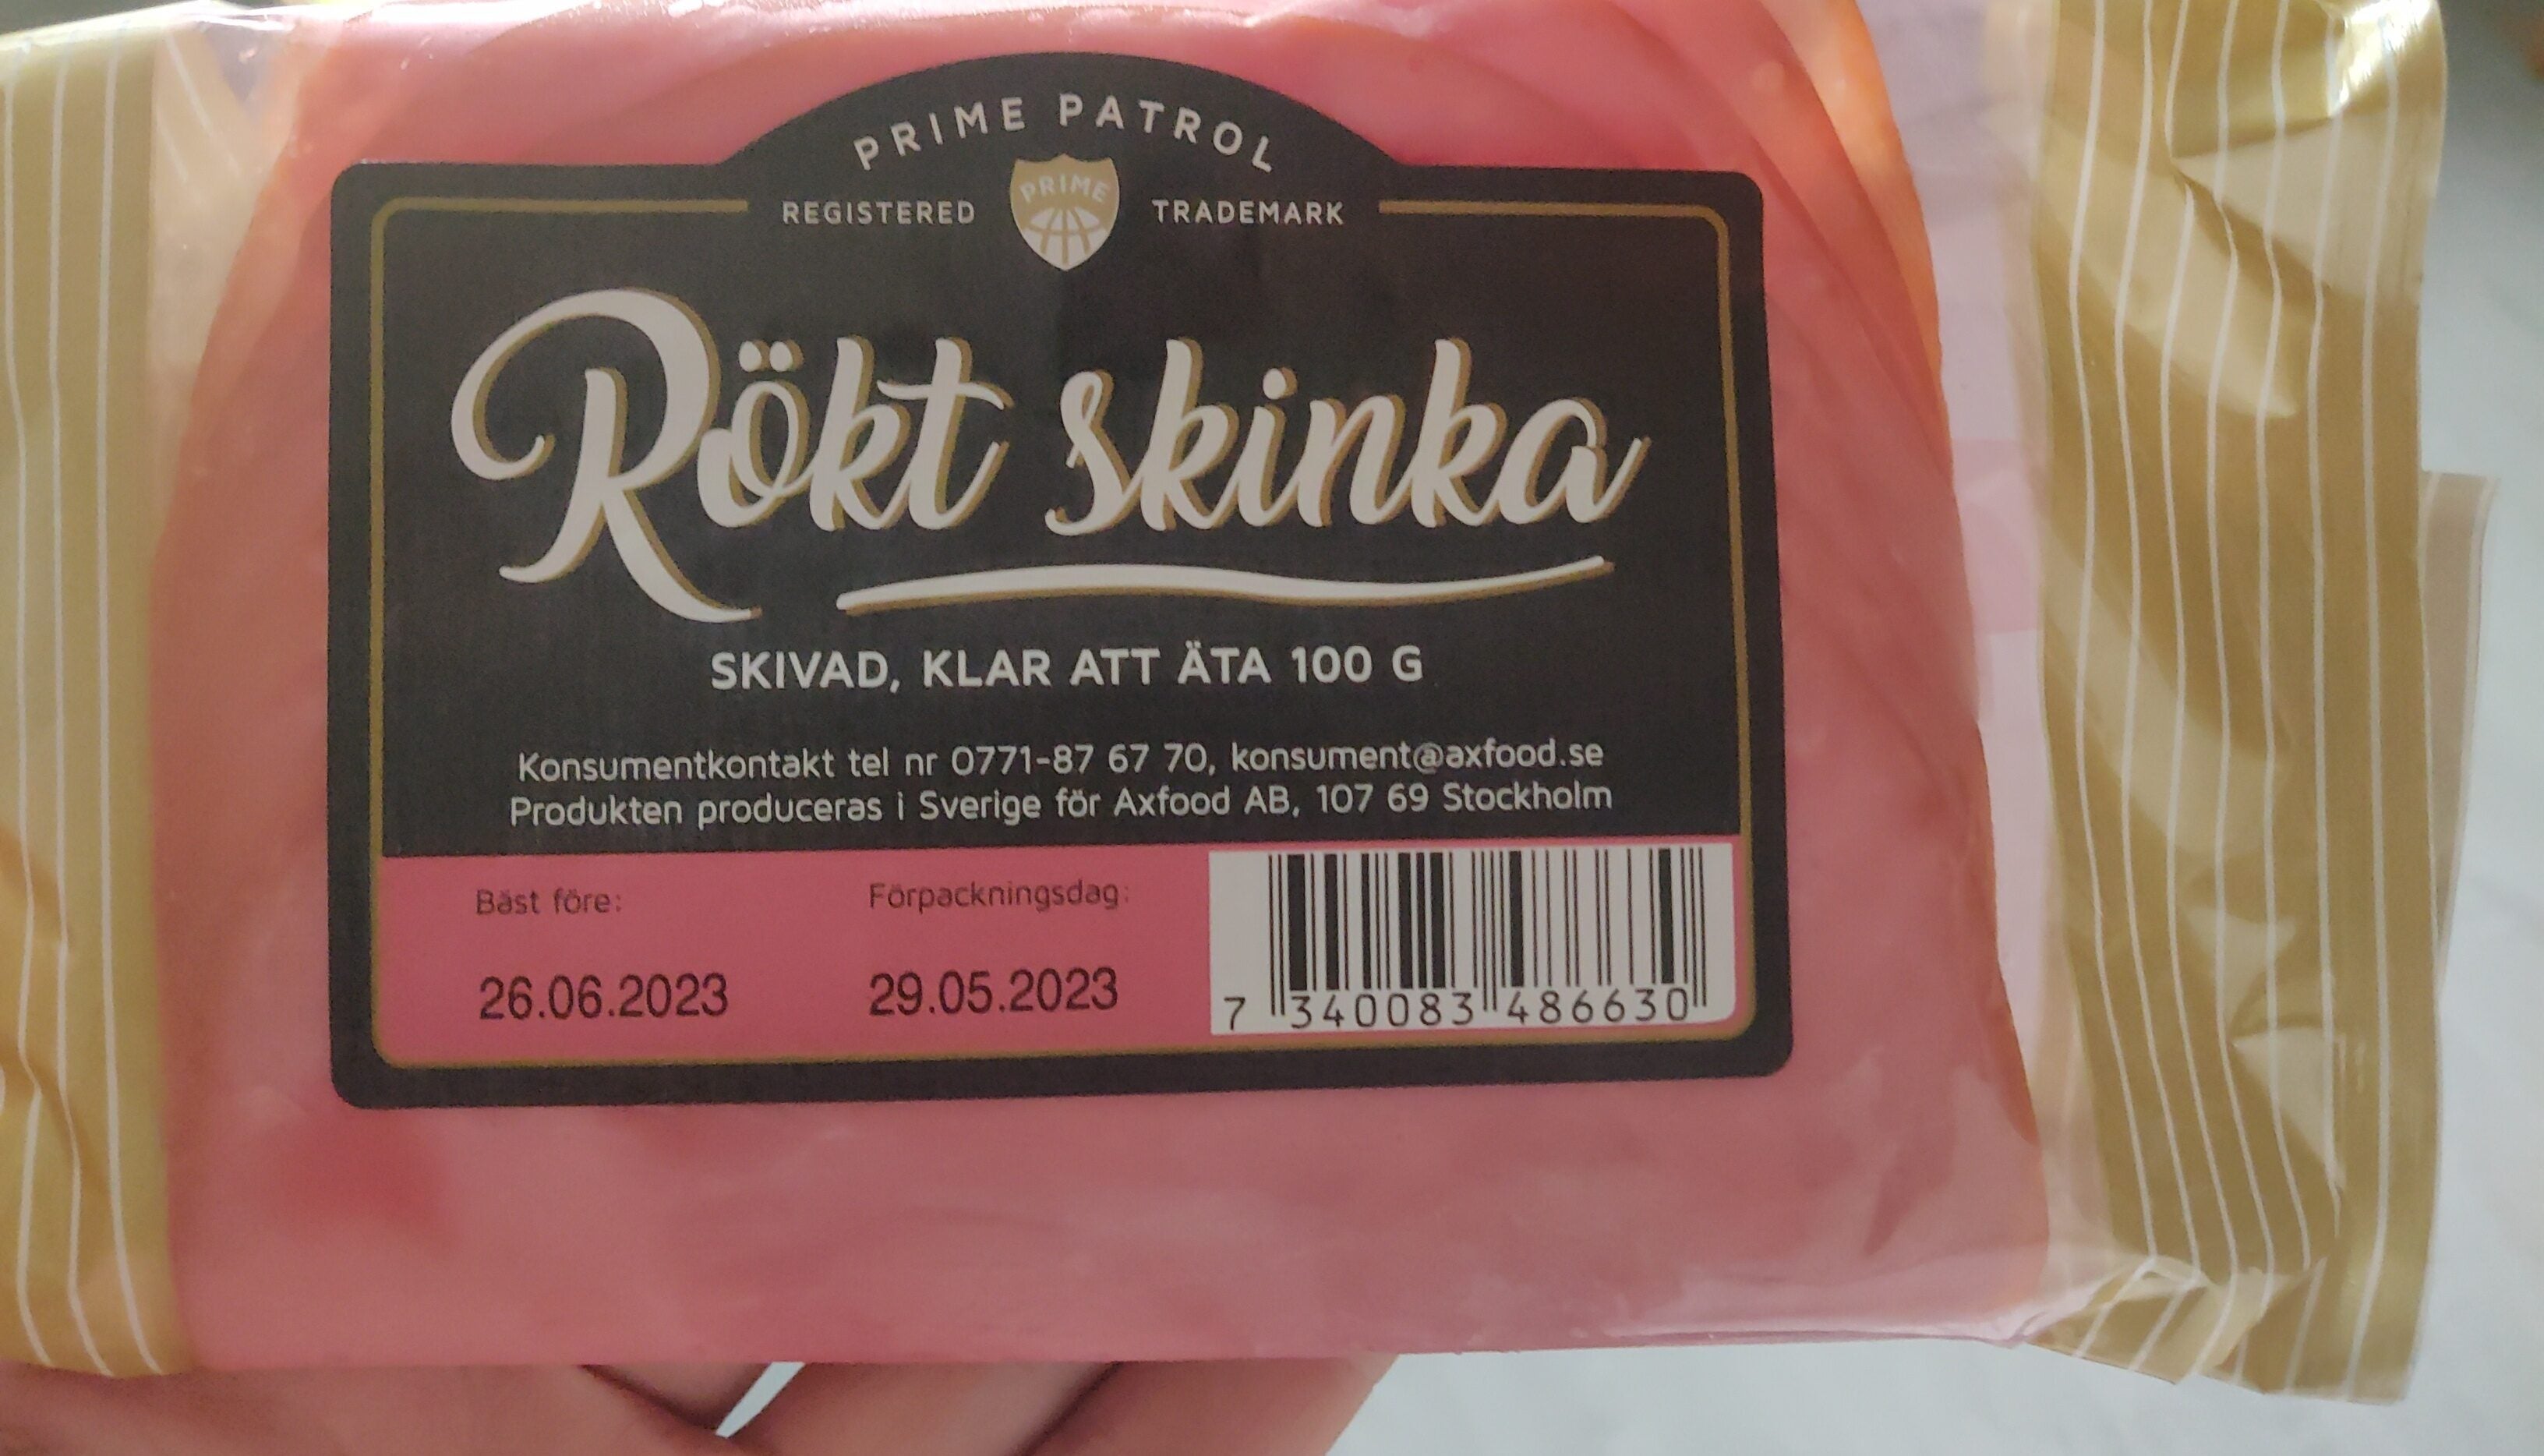 PRIME PATROL
REGISTERED PRIME TRADEMARK
Rökt skinka
SKIVAD, KLAR ATT ÄTA 100 G
Konsumentkontakt tel nr 0771-87 67 70, konsument@axfood.se
Produkten produceras i Sverige för Axfood AB, 107 69 Stockholm
Bäst före: Förpackningsdag:
26.06.2023 29.05.2023
7 340083 486630